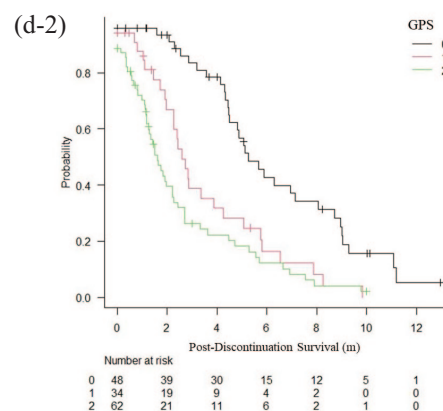 (d-2)
GPS
0.8
0.6
0.4
0.2
0.0
Probability
0 2 4 6 8 10 12
Post-Discontinuation Survival (m)
Number at risk
0 48 39 30 15 12 5 1
1 34 19 9 4 2 0 0
2 62 21 11 6 2 1 0